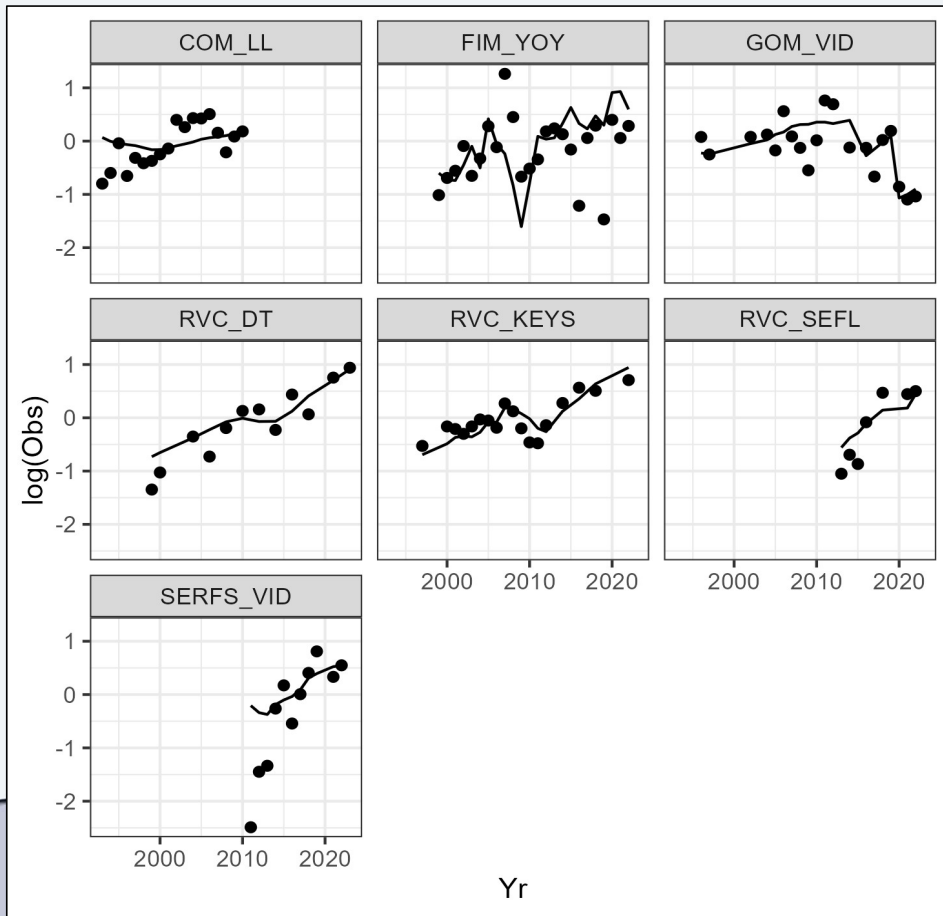 COM_LL FIM_YOY GOM_VID
1
0
-1
-2
RVC_DT RVC_KEYS RVC_SEFL
1
0
-1
-2
log(Obs)
2000 2010 2020 2000 2010 2020
SERFS_VID
1
0
-1
-2
2000 2010 2020
Yr